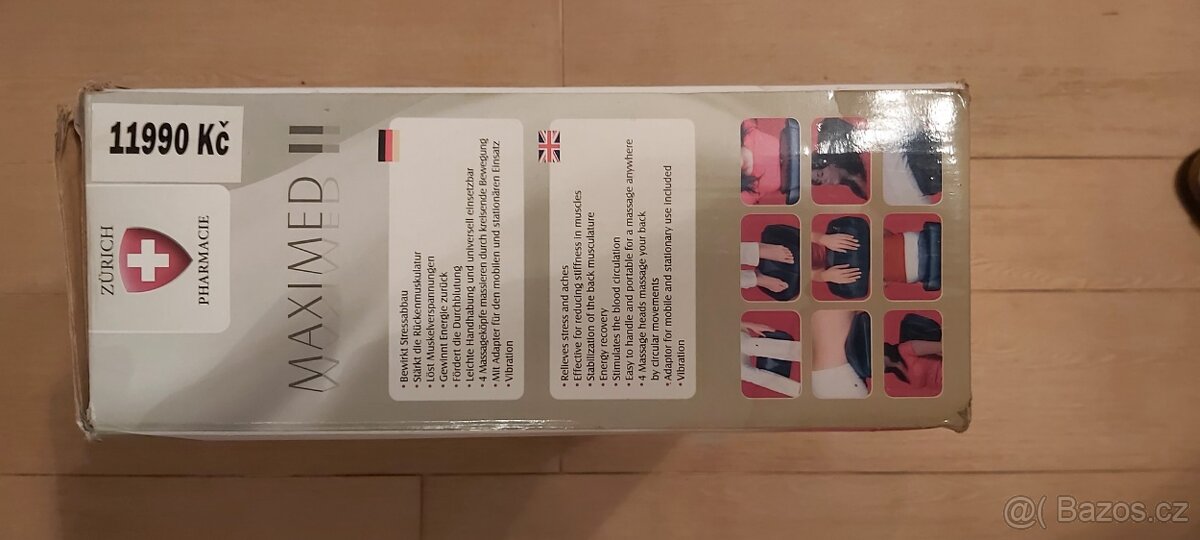 11990 Kč
ZÜRICH
PHARMACIE
MAXIMED II
• Bewirkt Stressabbau
• Stärkt die Rückenmuskulatur
• Löst Muskelverspannungen
• Gewinnt Energie zurück
• Fördert die Durchblutung
• Leichte Handhabung und universell einsetzbar
• 4 Massageköpfe massieren durch kreisende Bewegung
• Mit Adapter für den mobilen und stationären Einsatz
• Vibration
• Relieves stress and aches
• Effective for reducing stiffness in muscles
• Stabilization of the back musculature
• Energy recovery
• Stimulates the blood circulation
• Easy to handle and portable for a massage anywhere
• 4 Massage heads massage your back
by circular movements
• Adaptor for mobile and stationary use included
• Vibration
@( Bazos.cz